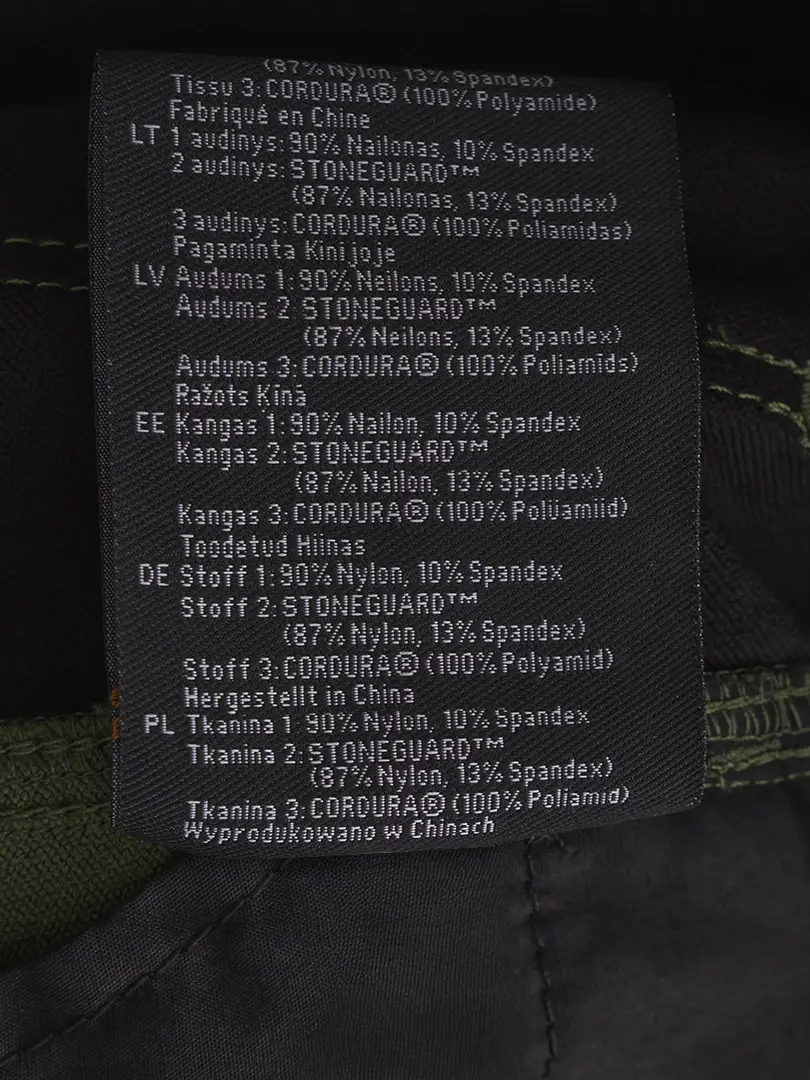 (87% Nylon, 13% Spandex)
Tissu 3: CORDURA® (100% Polyamide)
Fabriqué en Chine
LT 1 audinys: 90% Nailonas, 10% Spandex
2 audinys: STONEGUARD™
(87% Nailonas, 13% Spandex)
3 audinys: CORDURA® (100% Poliamidas)
Pagaminta Kinijoje
LV Audums 1: 90% Neilons, 10% Spandex
Audums 2: STONEGUARD™
(87% Neilons, 13% Spandex)
Audums 3: CORDURA® (100% Poliamīds)
Ražots Ķīnā
EE Kangas 1: 90% Nailon, 10% Spandex
Kangas 2: STONEGUARD™
(87% Nailon, 13% Spandex)
Kangas 3: CORDURA® (100% Polüamiid)
Toodetud Hiinas
DE Stoff 1: 90% Nylon, 10% Spandex
Stoff 2: STONEGUARD™
(87% Nylon, 13% Spandex)
Stoff 3: CORDURA® (100% Polyamid)
Hergestellt in China
PL Tkanina 1: 90% Nylon, 10% Spandex
Tkanina 2: STONEGUARD™
(87% Nylon, 13% Spandex)
Tkanina 3: CORDURA® (100% Poliamid)
Wyprodukowano w Chinach